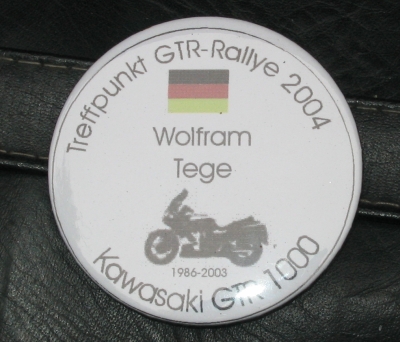 Treffpunkt GTR-Rallye 2004
Wolfram
Tege
1986-2003
Kawasaki GTR 1000